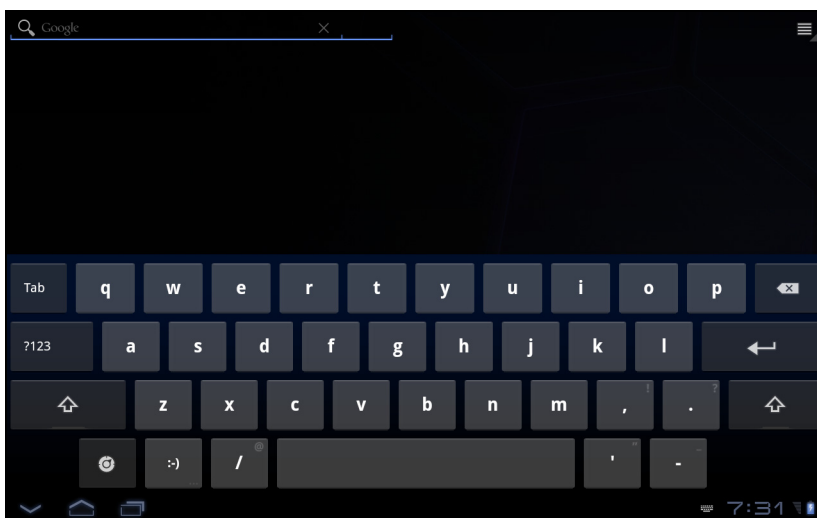 Google
Tab q w e r t y u i o p
?123 a s d f g h j k l
z x c v b n m , ! . ?
:-) / @ ' " - _
7:31